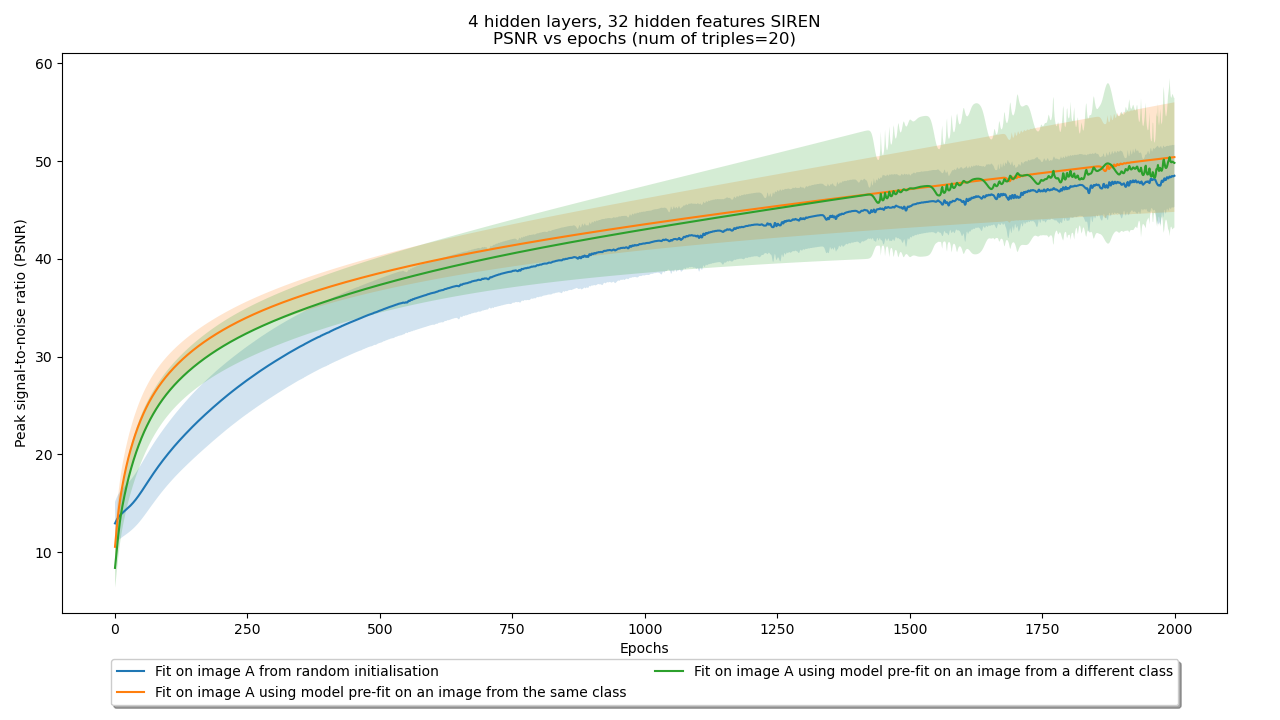 4 hidden layers, 32 hidden features SIREN
PSNR vs epochs (num of triples=20)
Peak signal-to-noise ratio (PSNR)
60
50
40
30
20
10
0 250 500 750 1000 1250 1500 1750 2000
Epochs
Fit on image A from random initialisation
Fit on image A using model pre-fit on an image from the same class
Fit on image A using model pre-fit on an image from a different class